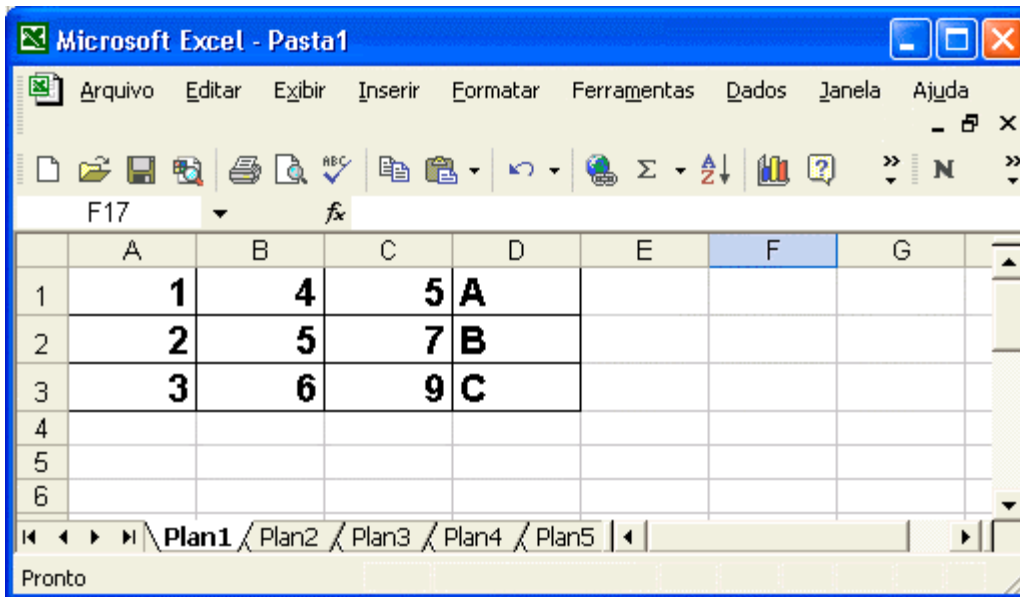 Microsoft Excel - Pasta1
Arquivo Editar Exibir Inserir Formatar Ferramentas Dados Janela Ajuda
ABC Σ A Z ? » N »
F17 fx
A B C D E F G
1 1 4 5 A
2 2 5 7 B
3 3 6 9 C
4
5
6
Plan1 Plan2 Plan3 Plan4 Plan5
Pronto